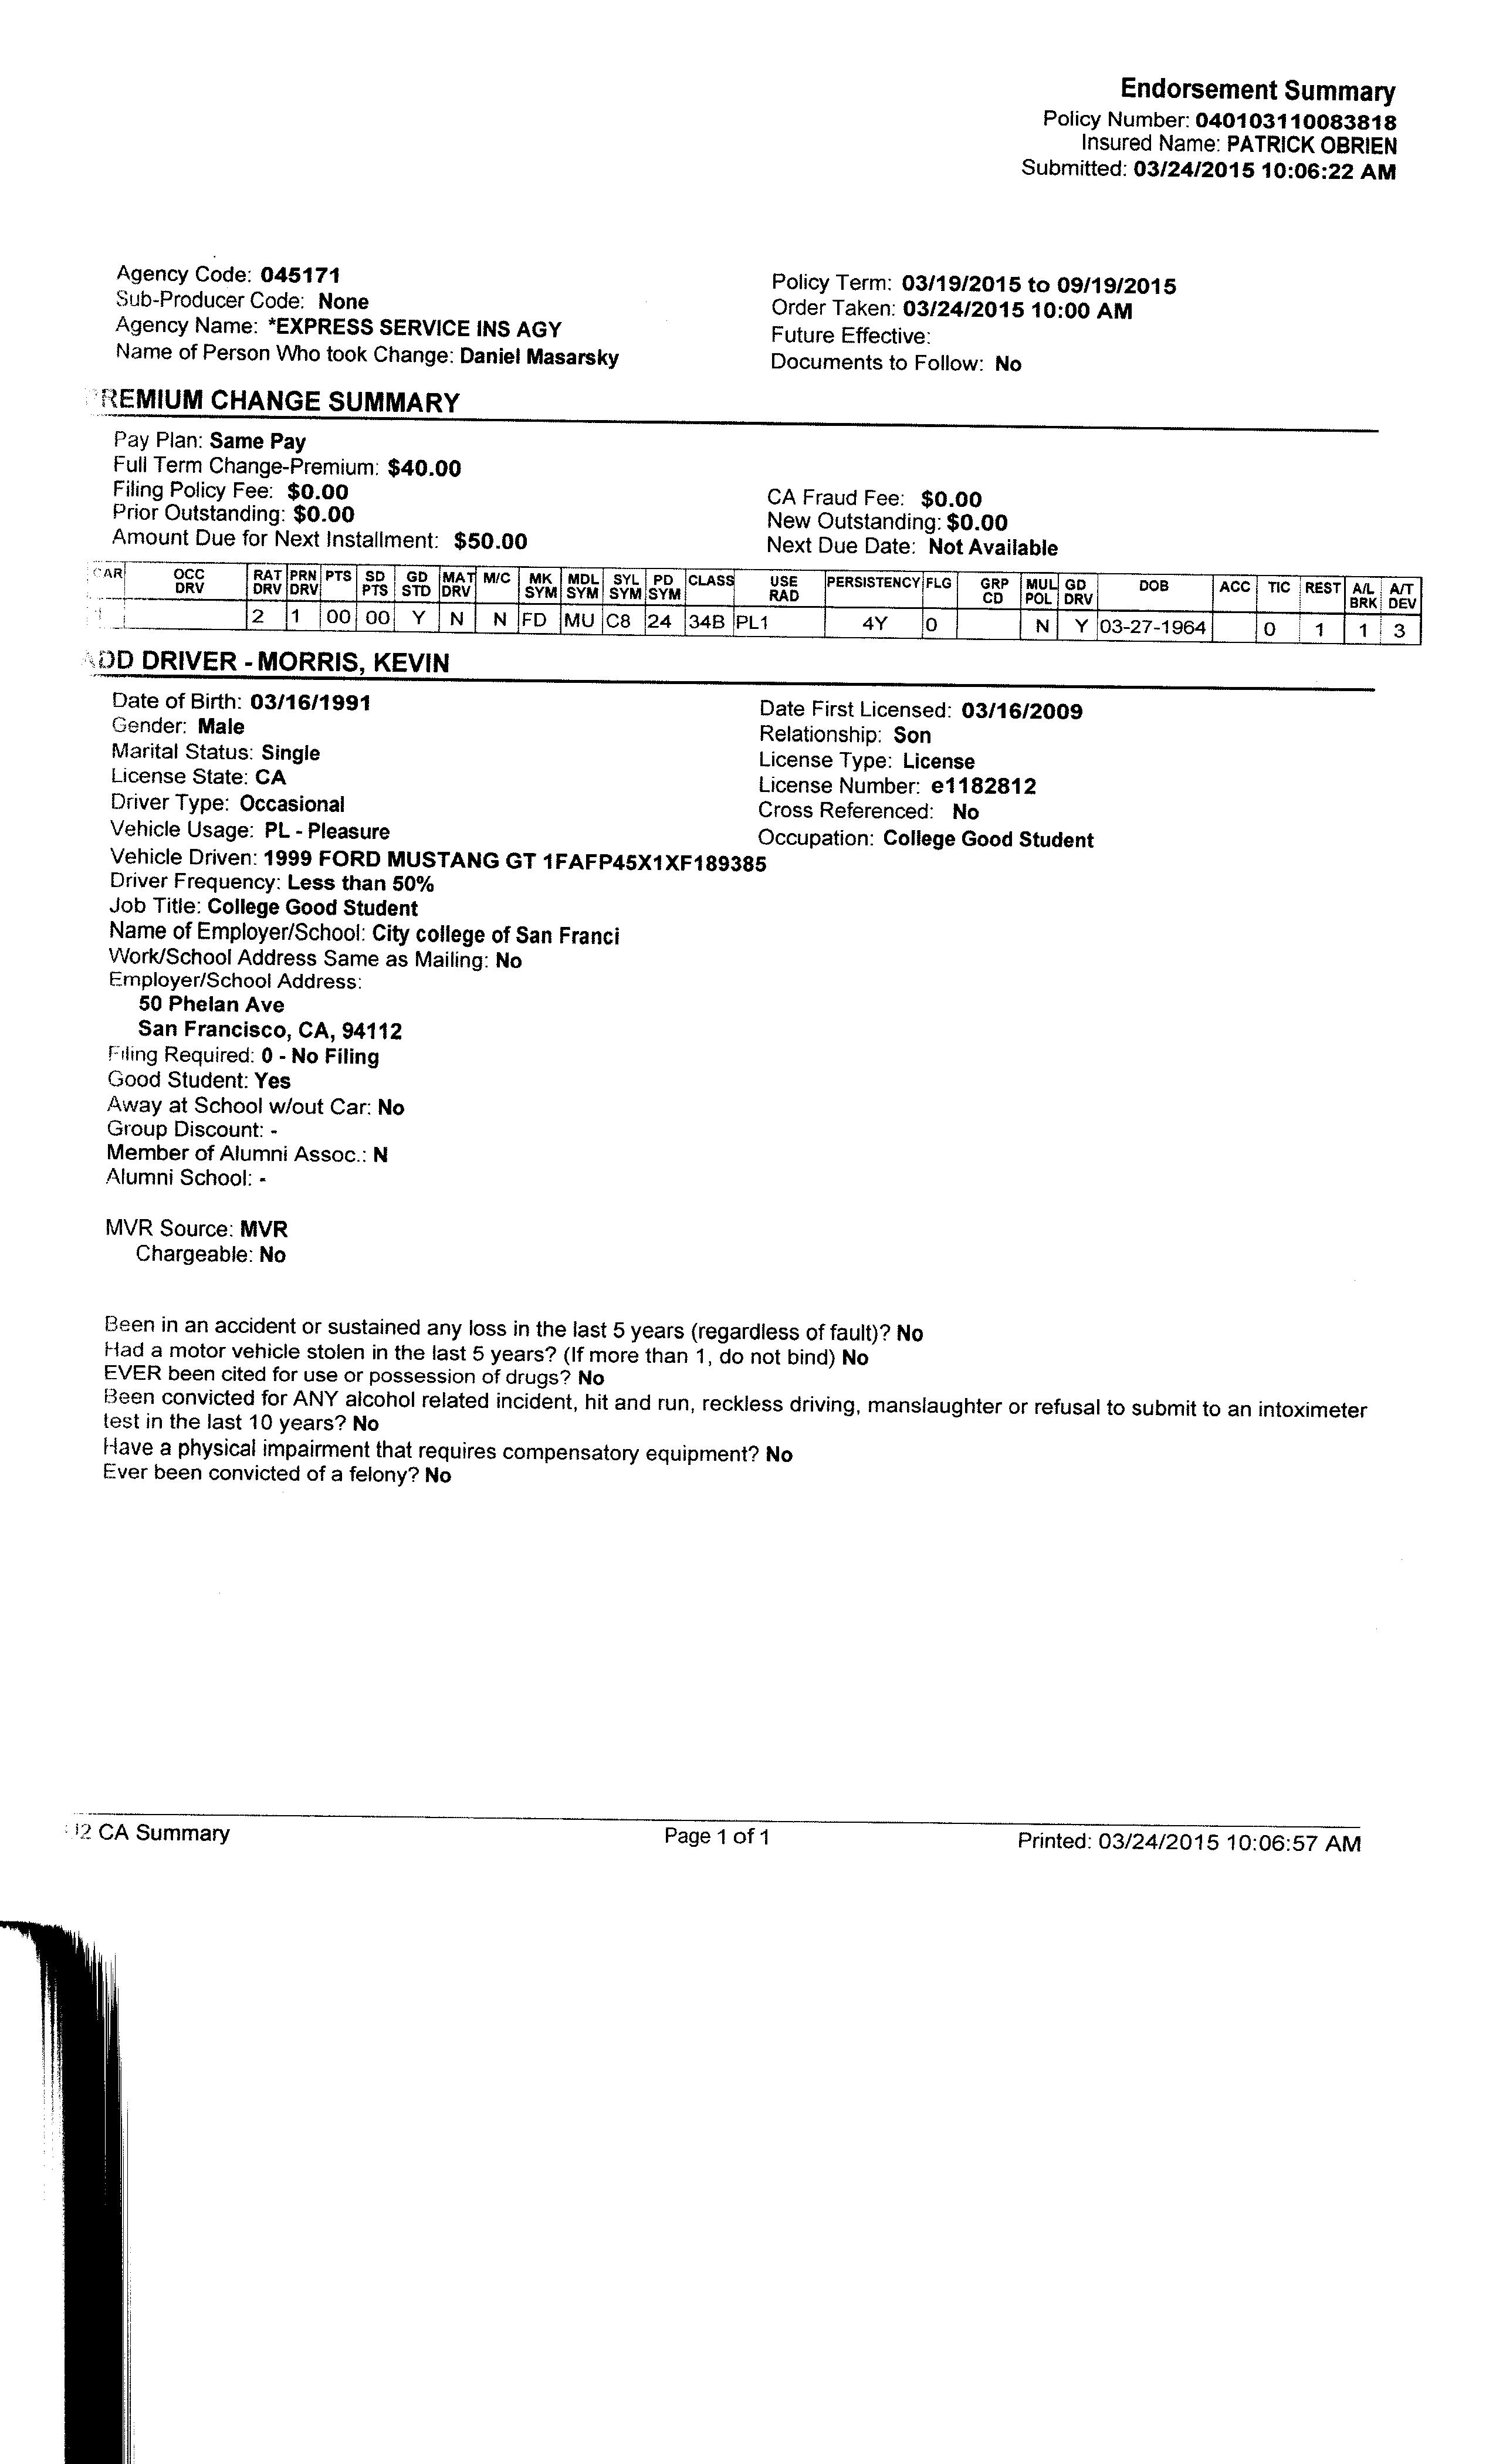 Endorsement Summary
Policy Number: 040103110083818
Insured Name: PATRICK OBRIEN
Submitted: 03/24/2015 10:06:22 AM
Agency Code: 045171
Sub-Producer Code: None
Agency Name: *EXPRESS SERVICE INS AGY
Name of Person Who took Change: Daniel Masarsky
Policy Term: 03/19/2015 to 09/19/2015
Order Taken: 03/24/2015 10:00 AM
Future Effective:
Documents to Follow: No
PREMIUM CHANGE SUMMARY
Pay Plan: Same Pay
Full Term Change-Premium: $40.00
Filing Policy Fee: $0.00
Prior Outstanding: $0.00
Amount Due for Next Installment: $50.00
CA Fraud Fee: $0.00
New Outstanding: $0.00
Next Due Date: Not Available
CAR OCC DRV RAT DRV PRN DRV PTS SD PTS GD STD MAT DRV M/C MK SYM MDL SYM SYL SYM PD SYM CLASS USE RAD PERSISTENCY FLG GRP CD MUL POL GD DRV DOB ACC TIC REST A/L BRK A/T DEV
1 2 1 00 00 Y N N FD MU C8 24 34B PL1 4Y 0 N Y 03-27-1964 0 1 1 3
ADD DRIVER - MORRIS, KEVIN
Date of Birth: 03/16/1991
Gender: Male
Marital Status: Single
License State: CA
Driver Type: Occasional
Vehicle Usage: PL - Pleasure
Date First Licensed: 03/16/2009
Relationship: Son
License Type: License
License Number: e1182812
Cross Referenced: No
Occupation: College Good Student
Vehicle Driven: 1999 FORD MUSTANG GT 1FAFP45X1XF189385
Driver Frequency: Less than 50%
Job Title: College Good Student
Name of Employer/School: City college of San Franci
Work/School Address Same as Mailing: No
Employer/School Address:
50 Phelan Ave
San Francisco, CA, 94112
Filing Required: 0 - No Filing
Good Student: Yes
Away at School w/out Car: No
Group Discount: -
Member of Alumni Assoc.: N
Alumni School: -
MVR Source: MVR
Chargeable: No
Been in an accident or sustained any loss in the last 5 years (regardless of fault)? No
Had a motor vehicle stolen in the last 5 years? (If more than 1, do not bind) No
EVER been cited for use or possession of drugs? No
Been convicted for ANY alcohol related incident, hit and run, reckless driving, manslaughter or refusal to submit to an intoximeter
test in the last 10 years? No
Have a physical impairment that requires compensatory equipment? No
Ever been convicted of a felony? No
CA Summary
Page 1 of 1
Printed: 03/24/2015 10:06:57 AM